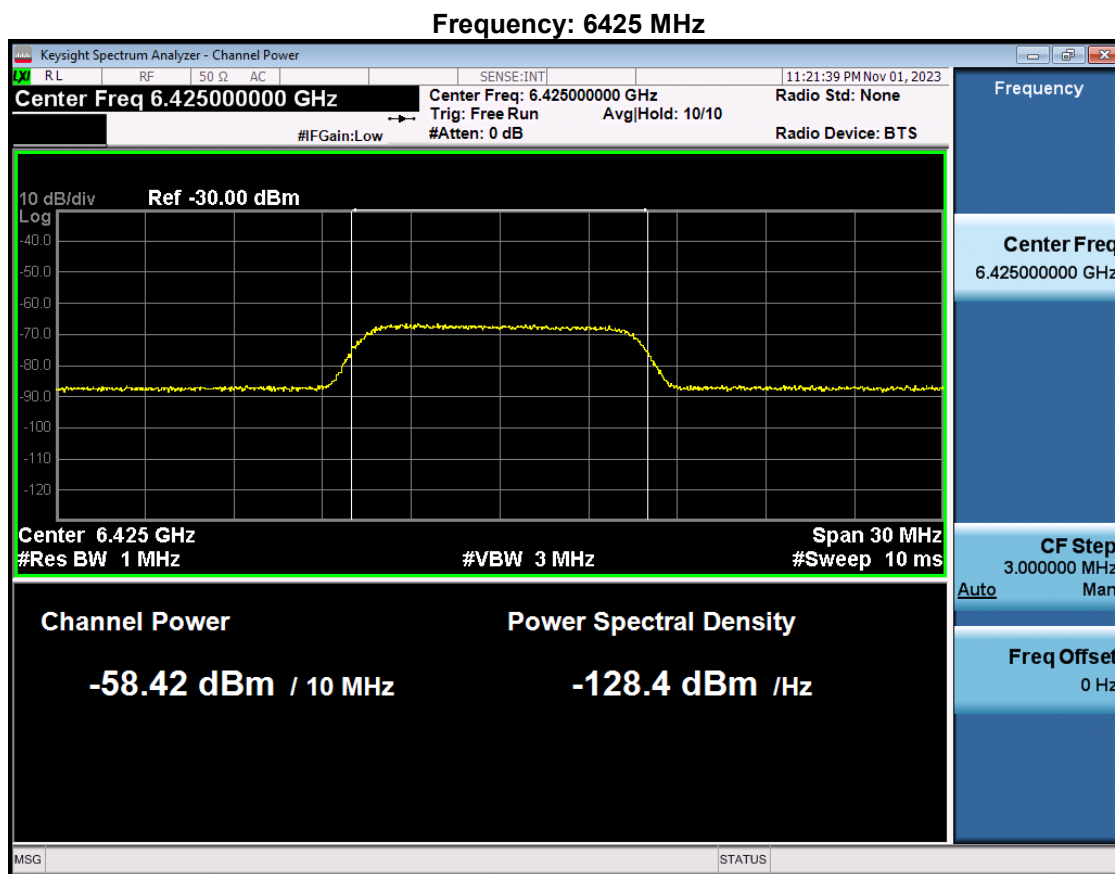 Frequency: 6425 MHz
Keysight Spectrum Analyzer - Channel Power
LXI RL RF 50 Ω AC SENSE:INT 11:21:39 PM Nov 01, 2023
Center Freq 6.425000000 GHz
Center Freq: 6.425000000 GHz
Radio Std: None
Trig: Free Run Avg|Hold: 10/10
#IFGain:Low
#Atten: 0 dB
Radio Device: BTS
10 dB/div Ref -30.00 dBm
Log
-40.0
-50.0
-60.0
-70.0
-80.0
-90.0
-100
-110
-120
Center 6.425 GHz Span 30 MHz
#Res BW 1 MHz #VBW 3 MHz #Sweep 10 ms
Channel Power Power Spectral Density
-58.42 dBm / 10 MHz -128.4 dBm /Hz
Frequency
Center Freq
6.425000000 GHz
CF Step
3.000000 MHz
Auto Man
Freq Offset
0 Hz
MSG STATUS